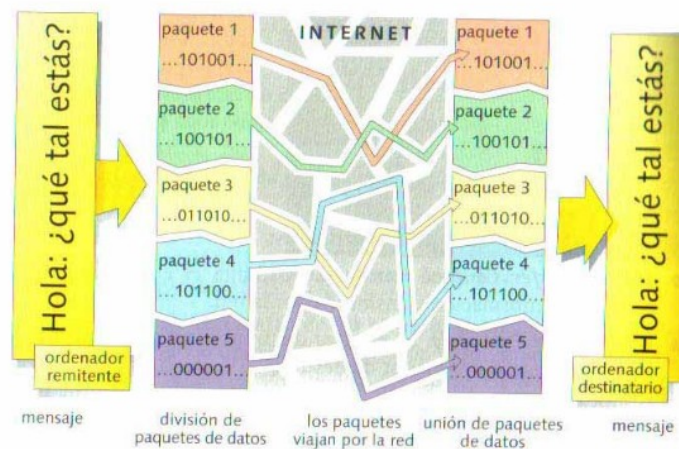 Hola: ¿qué tal estás?
ordenador
remitente
mensaje
paquete 1
...101001...
paquete 2
...100101...
paquete 3
...011010...
paquete 4
...101100...
paquete 5
...000001...
división de
paquetes de datos
INTERNET
los paquetes
viajan por la red
paquete 1
...101001...
paquete 2
...100101...
paquete 3
...011010...
paquete 4
...101100...
paquete 5
...000001...
unión de paquetes
de datos
Hola: ¿qué tal estás?
ordenador
destinatario
mensaje